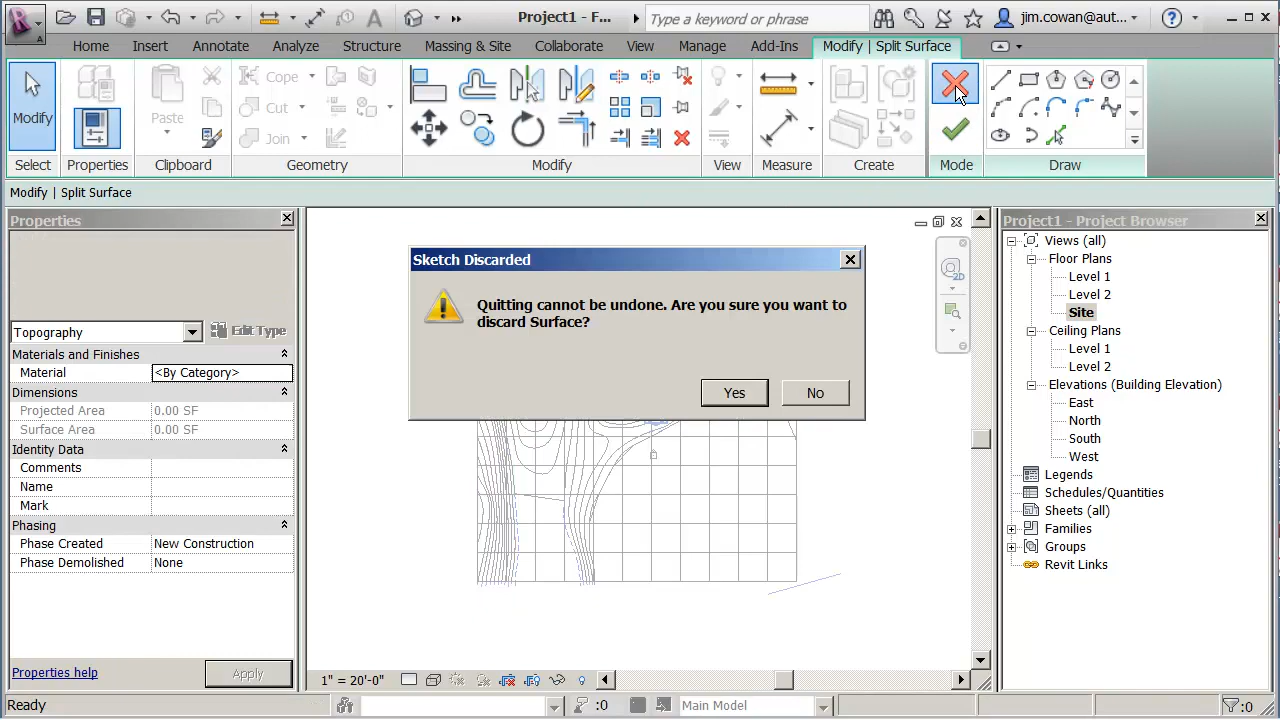 Project1 - F...
Type a keyword or phrase
jim.cowan@aut...
Home
Insert
Annotate
Analyze
Structure
Massing & Site
Collaborate
View
Manage
Add-Ins
Modify | Split Surface
Modify
Paste
Cope
Cut
Join
Select
Properties
Clipboard
Geometry
Modify
View
Measure
Create
Mode
Draw
Modify | Split Surface
Properties
Topography
Edit Type
Materials and Finishes
Material
<By Category>
Dimensions
Projected Area
0.00 SF
Surface Area
0.00 SF
Identity Data
Comments
Name
Mark
Phasing
Phase Created
New Construction
Phase Demolished
None
Properties help
Apply
Sketch Discarded
Quitting cannot be undone. Are you sure you want to
discard Surface?
Yes
No
2D
1" = 20'-0"
Project1 - Project Browser
Views (all)
Floor Plans
Level 1
Level 2
Site
Ceiling Plans
Level 1
Level 2
Elevations (Building Elevation)
East
North
South
West
Legends
Schedules/Quantities
Sheets (all)
Families
Groups
Revit Links
Ready
:0
Main Model
:0